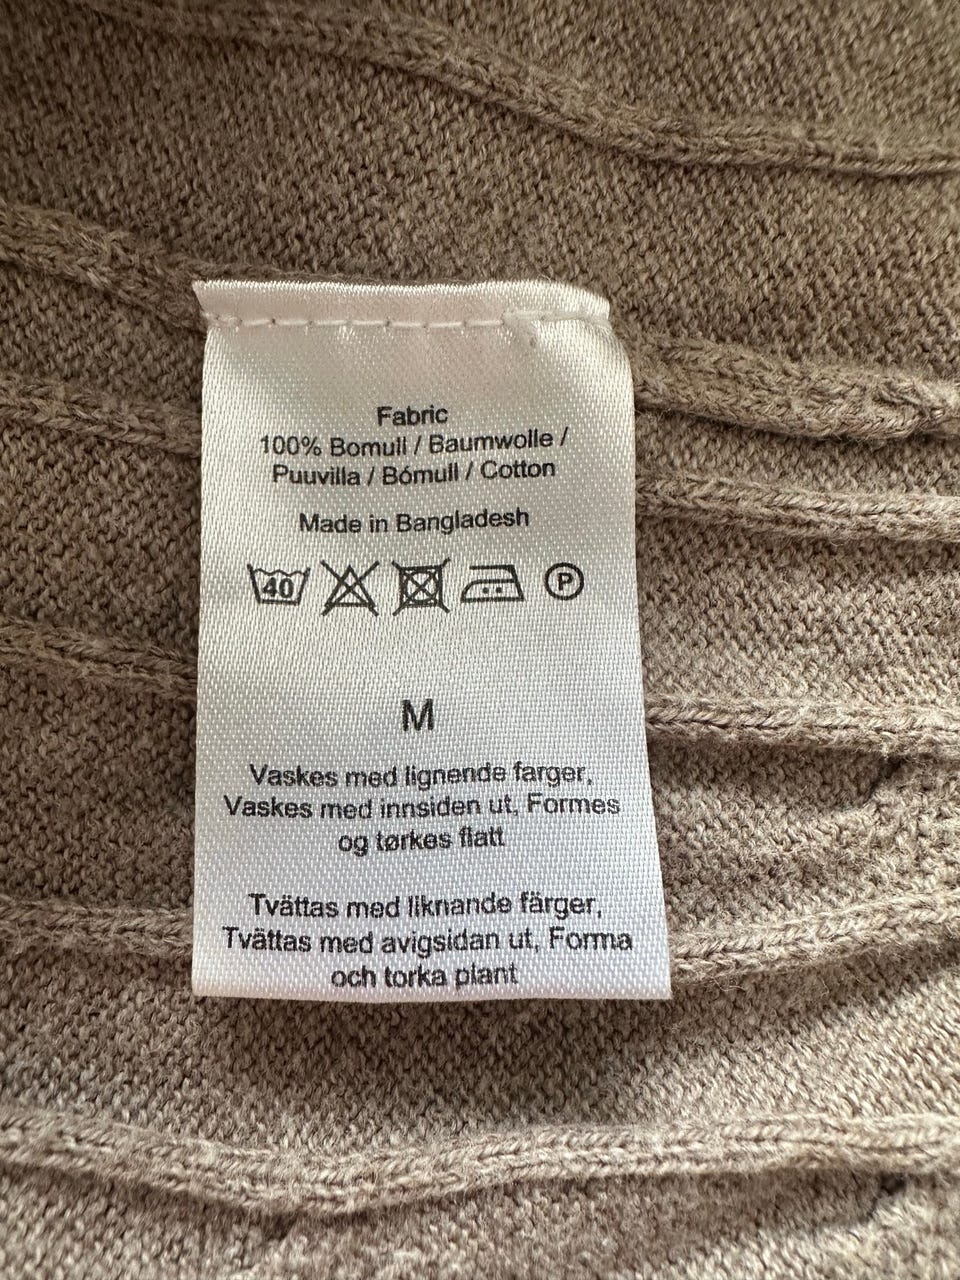 Fabric
100% Bomull / Baumwolle /
Puuvilla / Bómull / Cotton
Made in Bangladesh
40 P
M
Vaskes med lignende farger,
Vaskes med innsiden ut, Formes
og tørkes flatt
Tvättas med liknande färger,
Tvättas med avigsidan ut, Forma
och torka plant